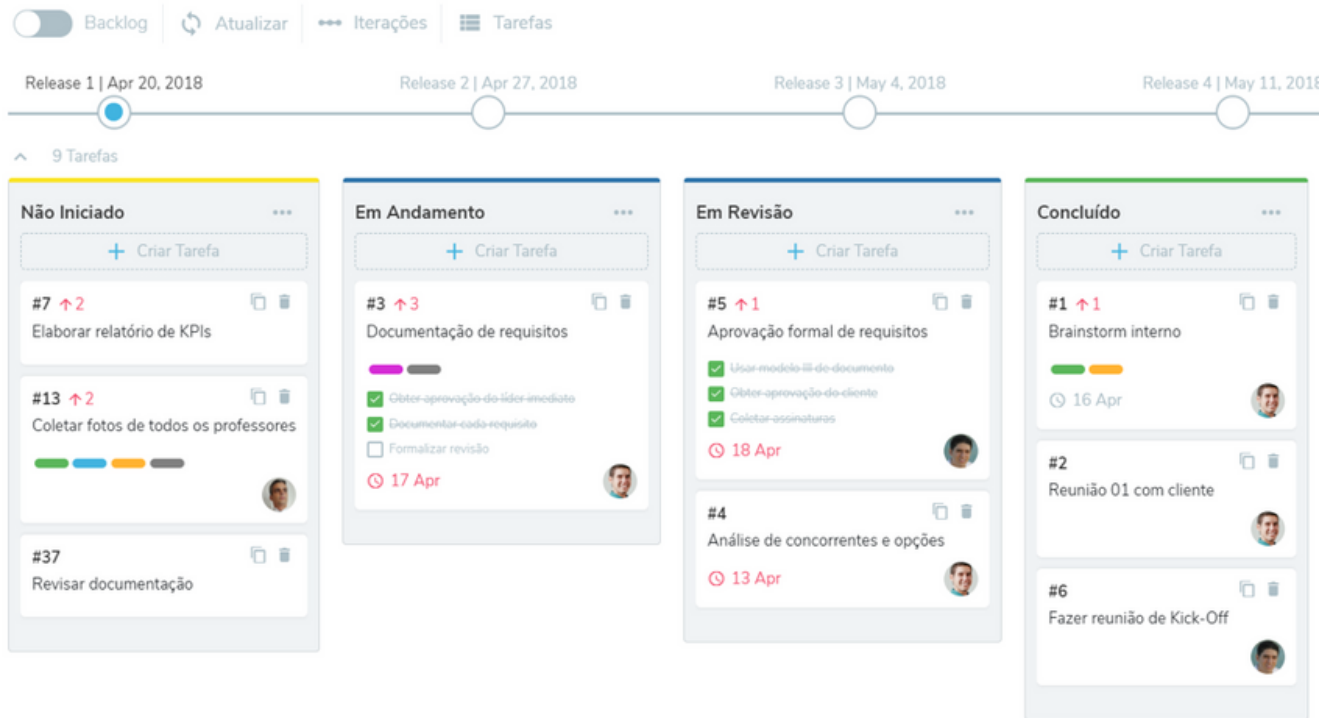 Backlog Atualizar Iterações Tarefas
Release 1 | Apr 20, 2018 Release 2 | Apr 27, 2018 Release 3 | May 4, 2018 Release 4 | May 11, 2018
9 Tarefas
Não Iniciado
Criar Tarefa
#7 2
Elaborar relatório de KPIs
#13 2
Coletar fotos de todos os professores
#37
Revisar documentação
Em Andamento
Criar Tarefa
#3 3
Documentação de requisitos
Obter aprovação do líder imediato
Documentar cada requisito
Formalizar revisão
17 Apr
Em Revisão
Criar Tarefa
#5 1
Aprovação formal de requisitos
Usar modelo III de documento
Obter aprovação do cliente
Coletar assinaturas
18 Apr
#4
Análise de concorrentes e opções
13 Apr
Concluído
Criar Tarefa
#1 1
Brainstorm interno
16 Apr
#2
Reunião 01 com cliente
#6
Fazer reunião de Kick-Off